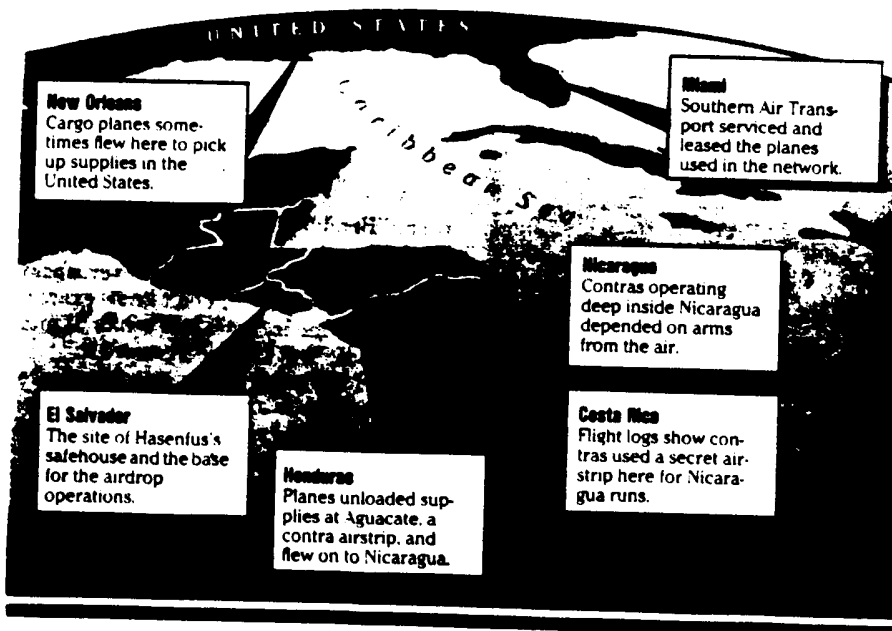 UNITED STATES
New Orleans
Cargo planes some-
times flew here to pick
up supplies in the
United States.
Miami
Southern Air Trans-
port serviced and
leased the planes
used in the network.
Caribbean Sea
Nicaragua
Contras operating
deep inside Nicaragua
depended on arms
from the air.
El Salvador
The site of Hasenfus's
safehouse and the base
for the airdrop
operations.
Honduras
Planes unloaded sup-
plies at Aguacate, a
contra airstrip, and
flew on to Nicaragua.
Costa Rica
Flight logs show con-
tras used a secret air-
strip here for Nicara-
gua runs.